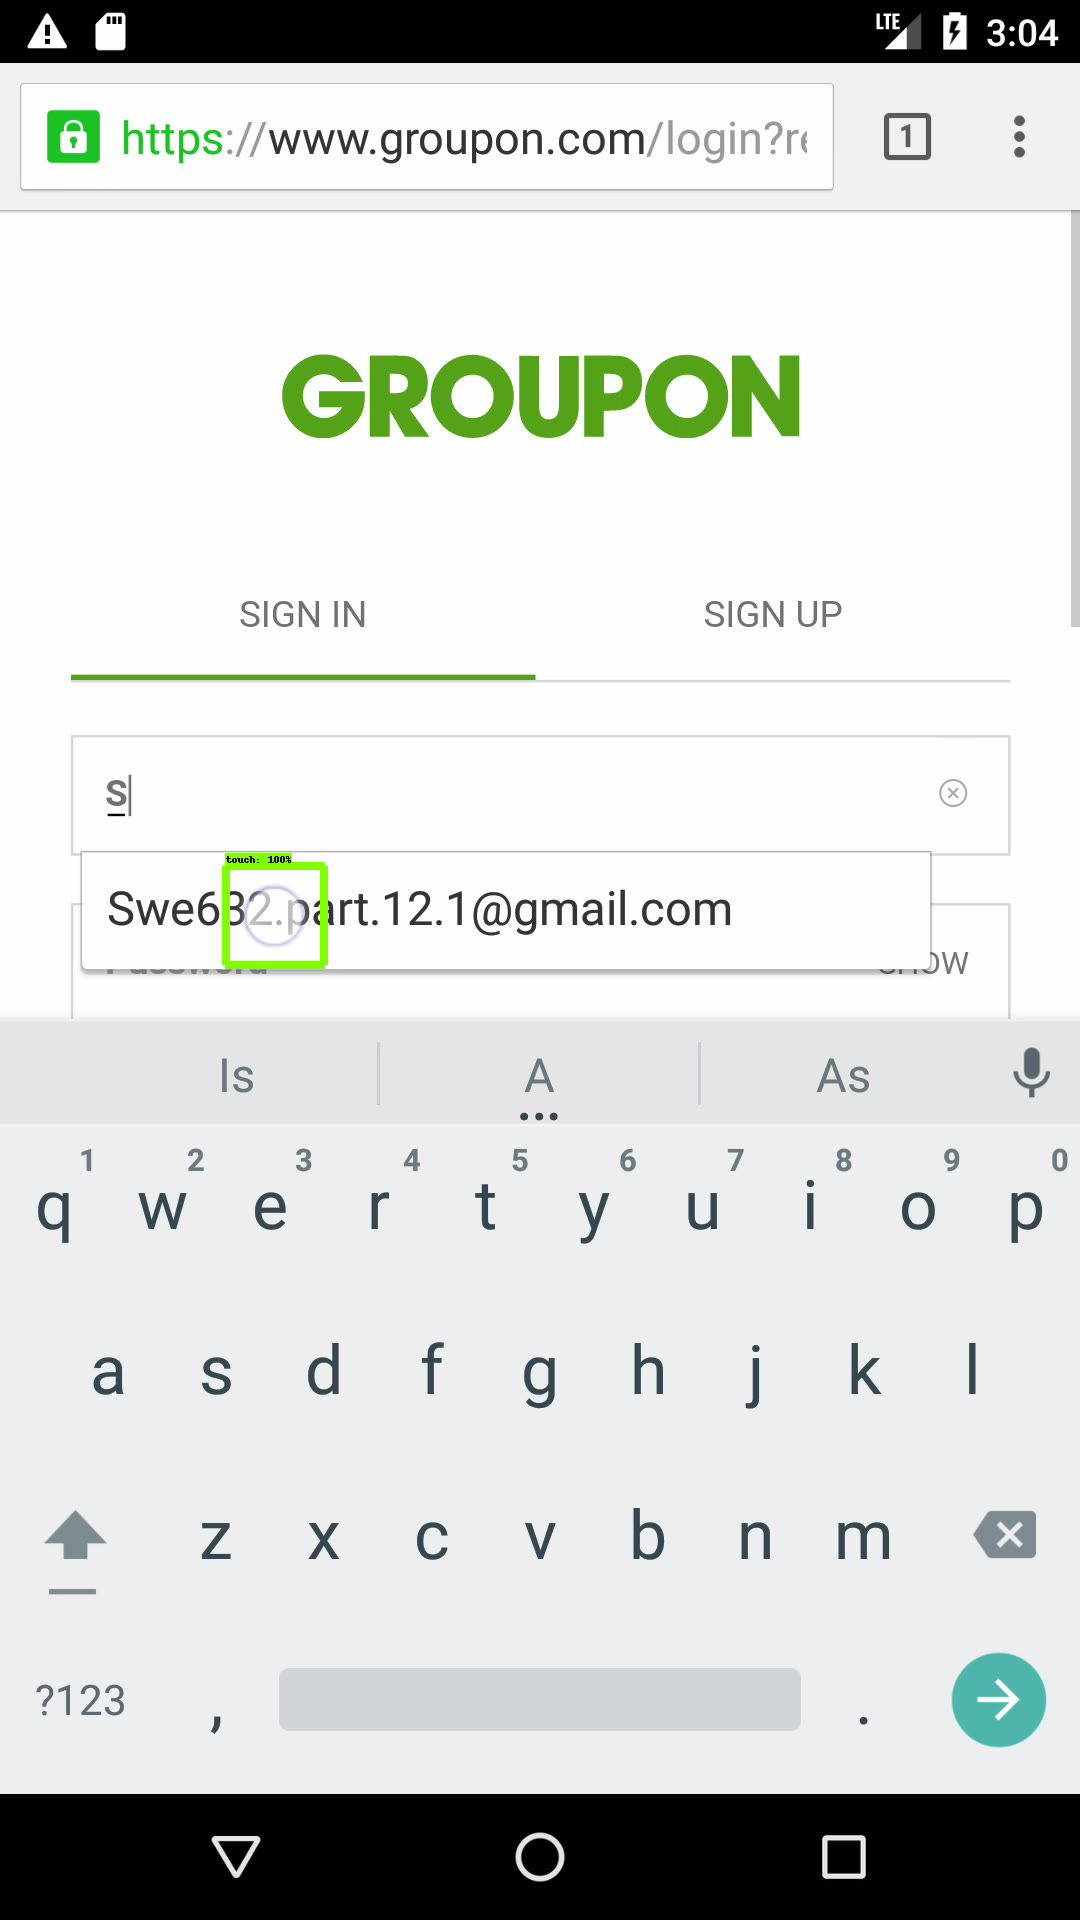 LTE 3:04
https://www.groupon.com/login?re
1
GROUPON
SIGN IN SIGN UP
S
touch: 100%
Swe632.part.12.1@gmail.com
Password SHOW
Is A As
1 2 3 4 5 6 7 8 9 0
q w e r t y u i o p
a s d f g h j k l
z x c v b n m
?123 , .